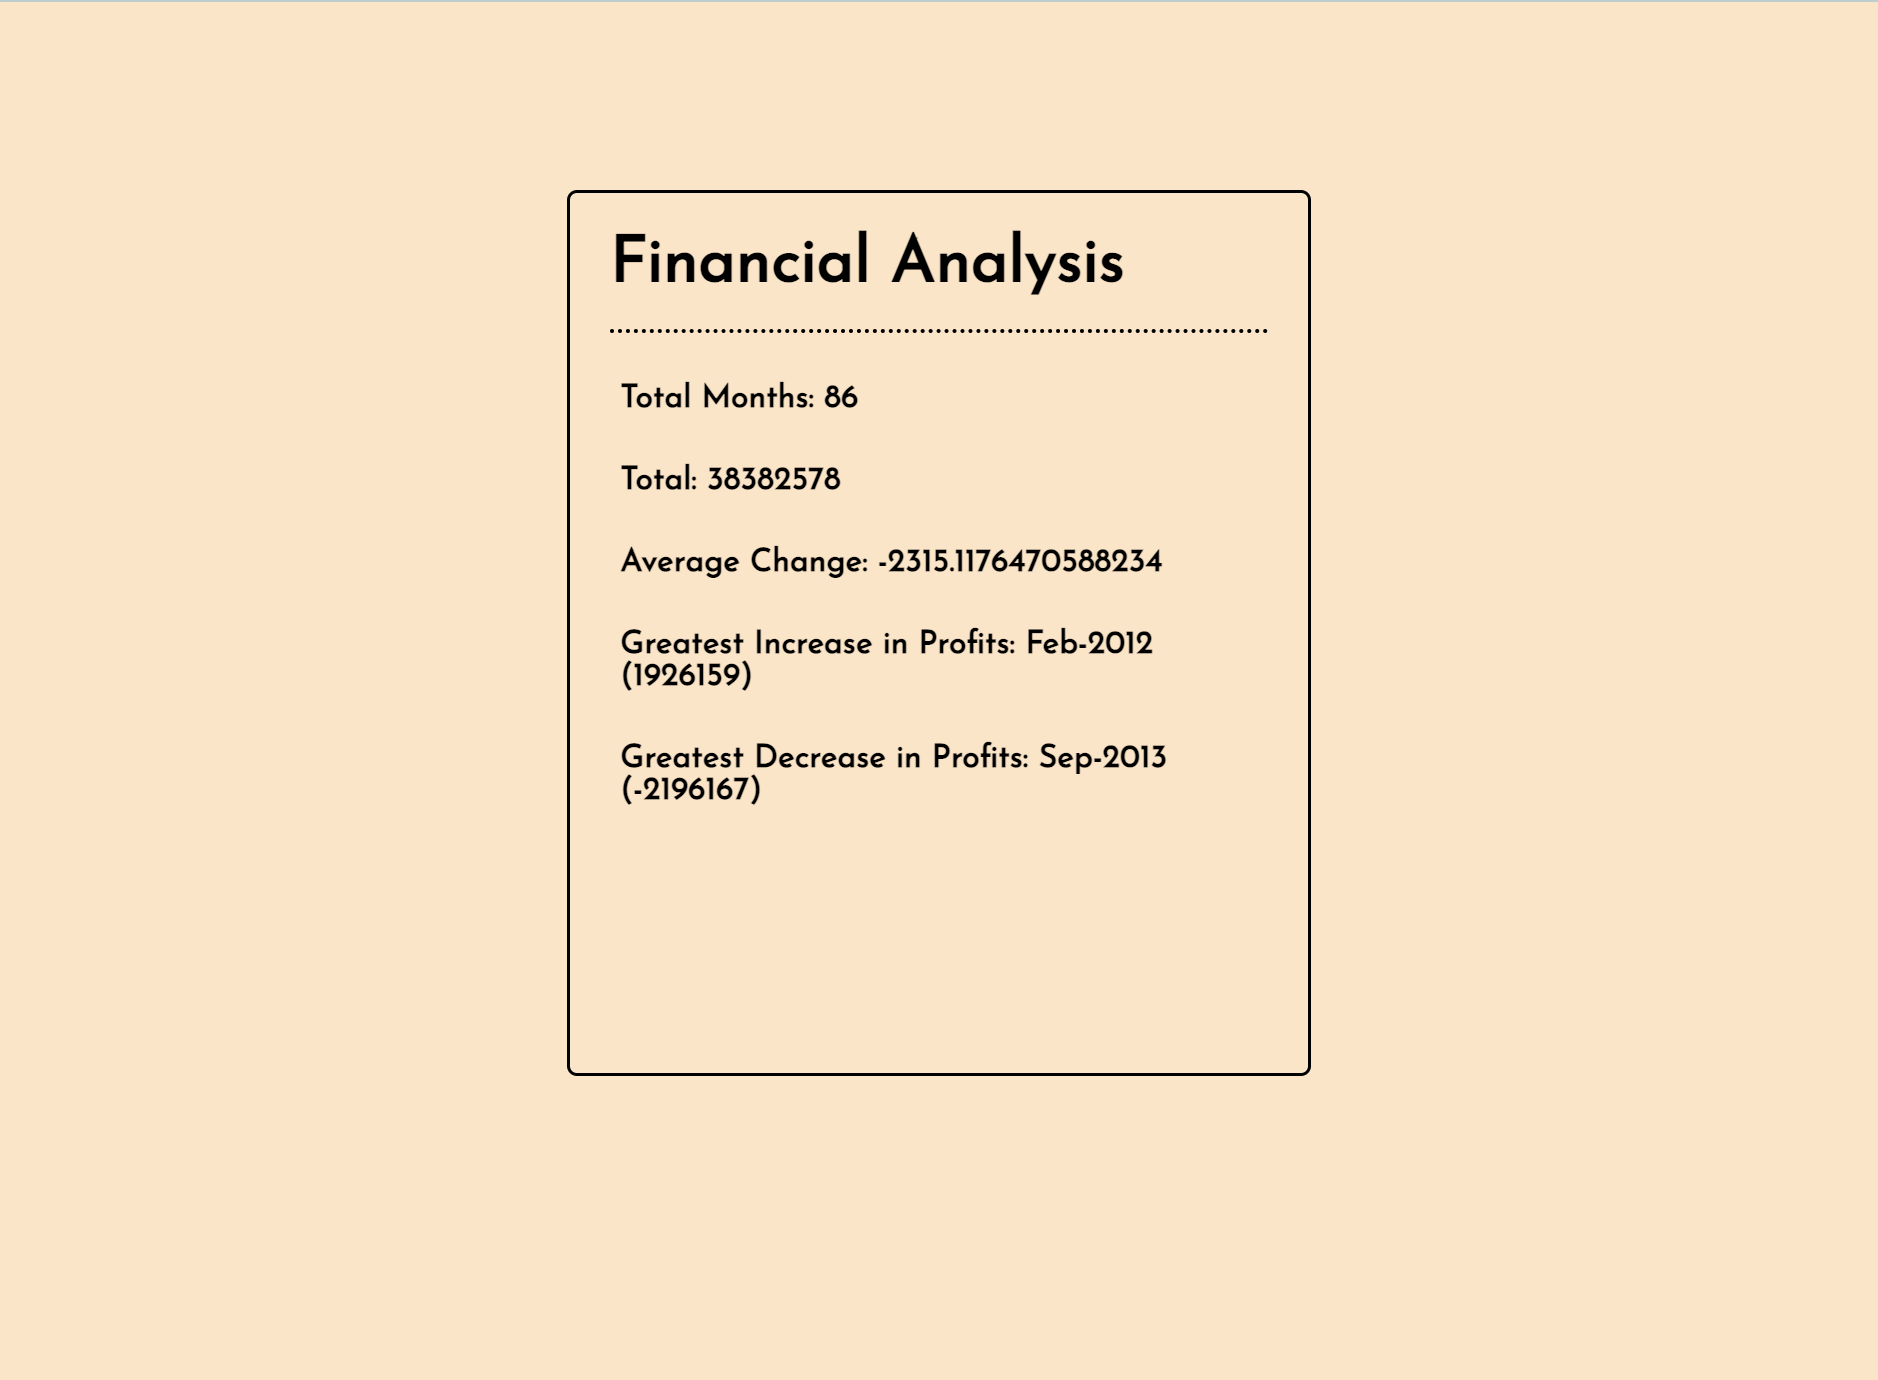 Financial Analysis
Total Months: 86
Total: 38382578
Average Change: -2315.1176470588234
Greatest Increase in Profits: Feb-2012
(1926159)
Greatest Decrease in Profits: Sep-2013
(-2196167)